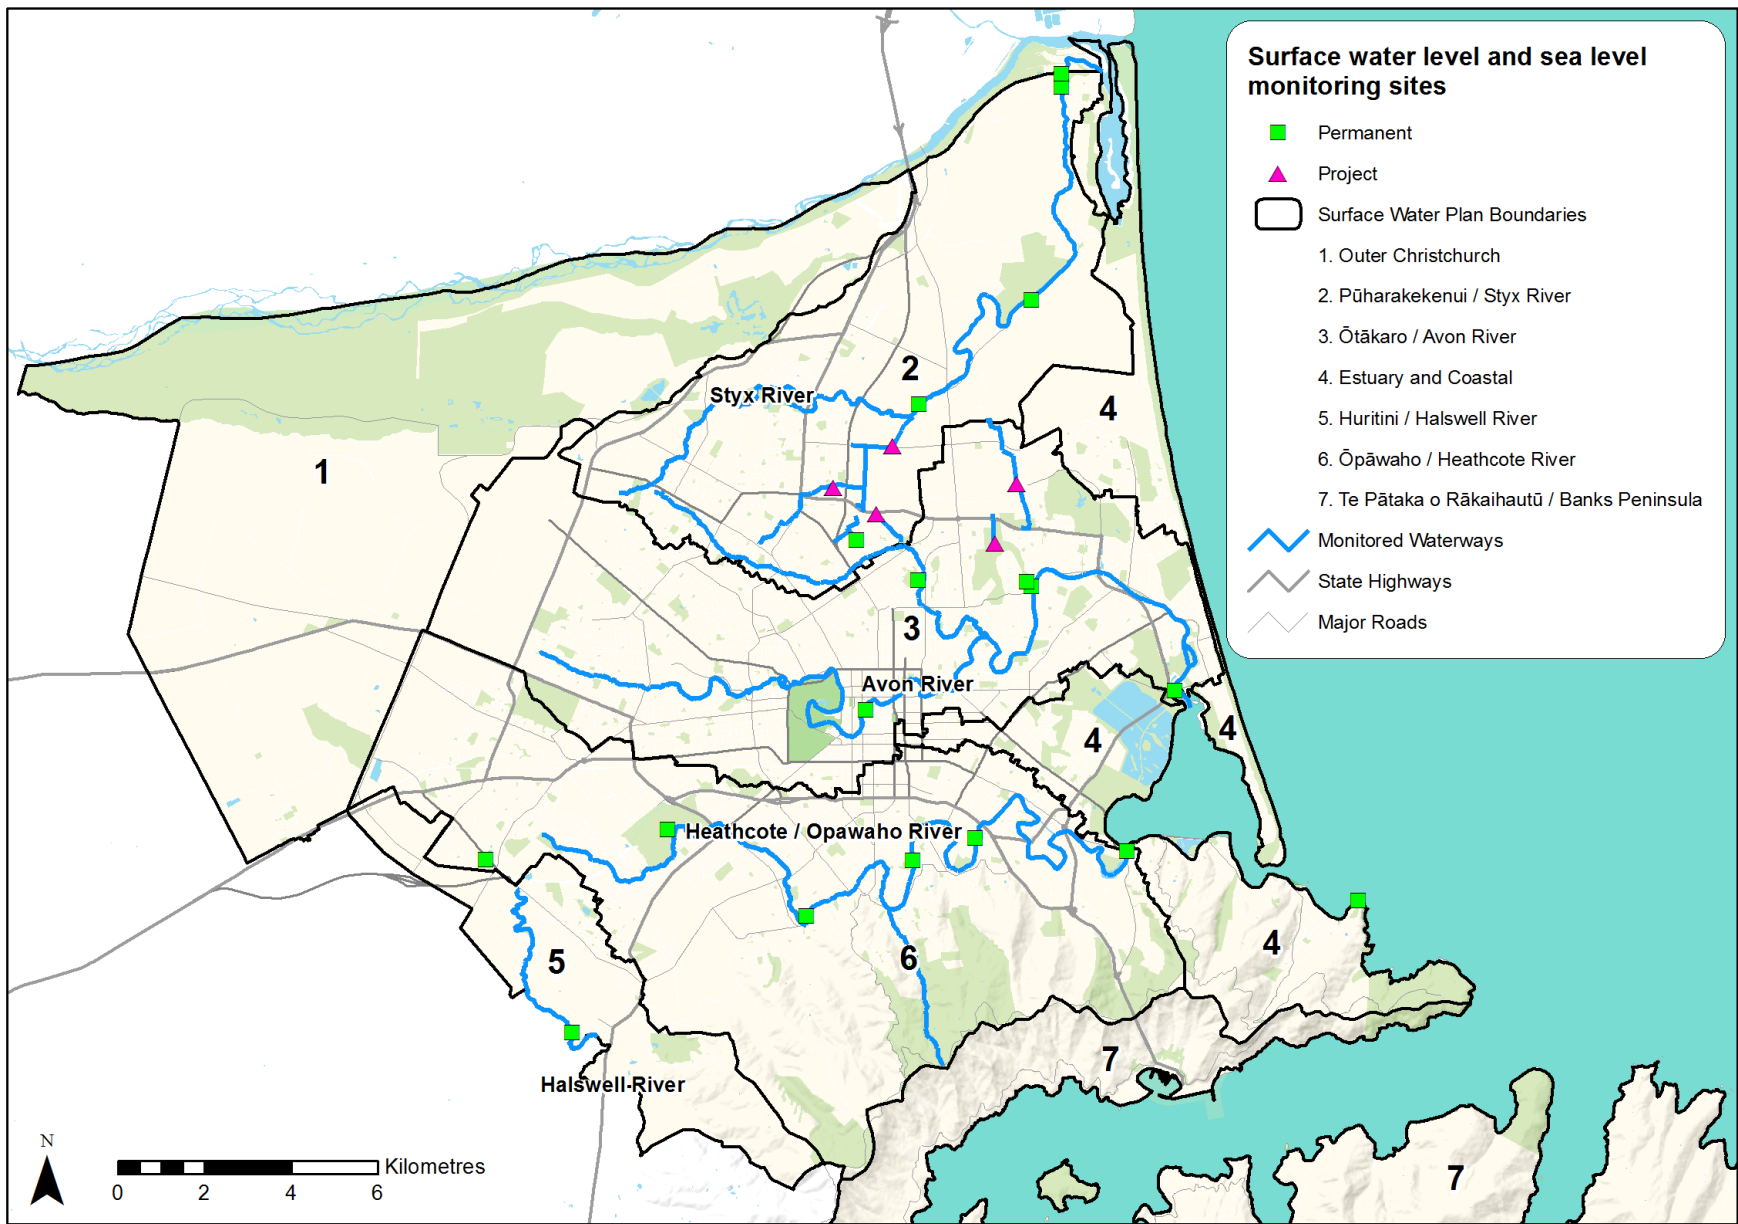 Surface water level and sea level
monitoring sites
Permanent
Project
Surface Water Plan Boundaries
1. Outer Christchurch
2. Pūharakekenui / Styx River
3. Ōtākaro / Avon River
4. Estuary and Coastal
5. Huritini / Halswell River
6. Ōpāwaho / Heathcote River
7. Te Pātaka o Rākaihautū / Banks Peninsula
Monitored Waterways
State Highways
Major Roads
2
Styx River
4
1
3
Avon River
4
4
Heathcote / Opawaho River
4
5
6
7
Halswell River
7
N
Kilometres
0 2 4 6